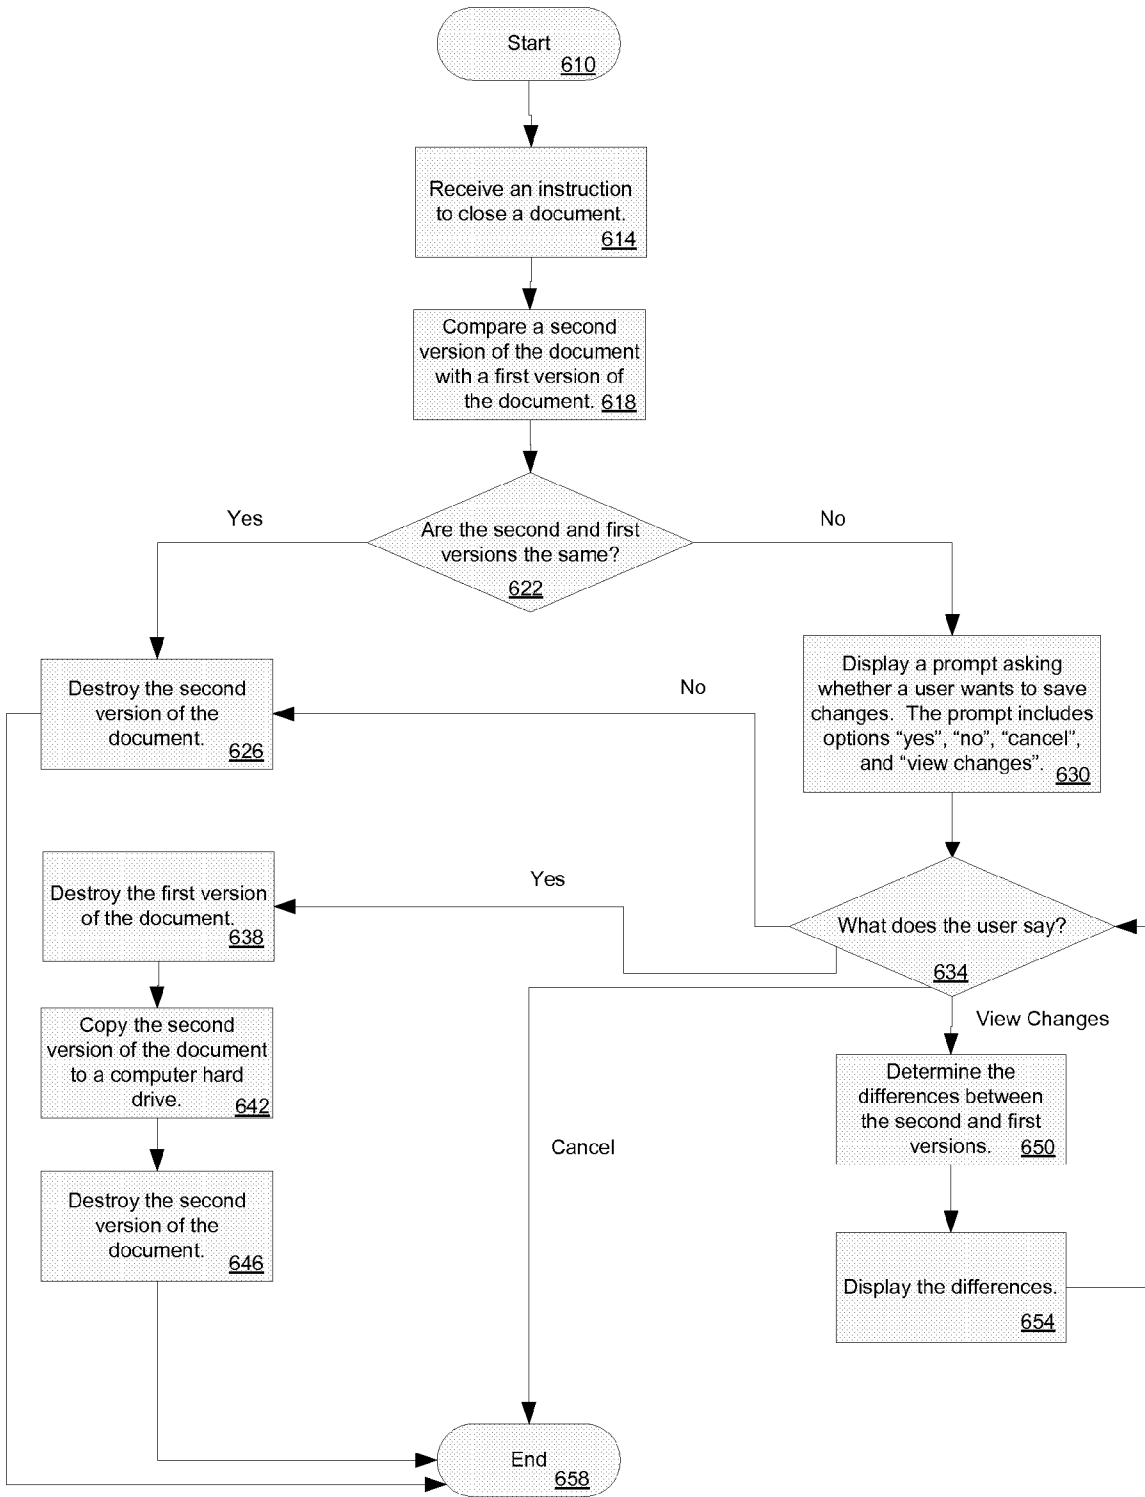 Start
610
Receive an instruction
to close a document.
614
Compare a second
version of the document
with a first version of
the document. 618
Yes
No
Are the second and first
versions the same?
622
Destroy the second
version of the
document.
626
No
Display a prompt asking
whether a user wants to save
changes. The prompt includes
options “yes”, “no”, “cancel”,
and “view changes”.
630
Destroy the first version
of the document.
638
Yes
What does the user say?
634
View Changes
Copy the second
version of the document
to a computer hard
drive.
642
Determine the
differences between
the second and first
versions. 650
Cancel
Destroy the second
version of the
document.
646
Display the differences.
654
End
658